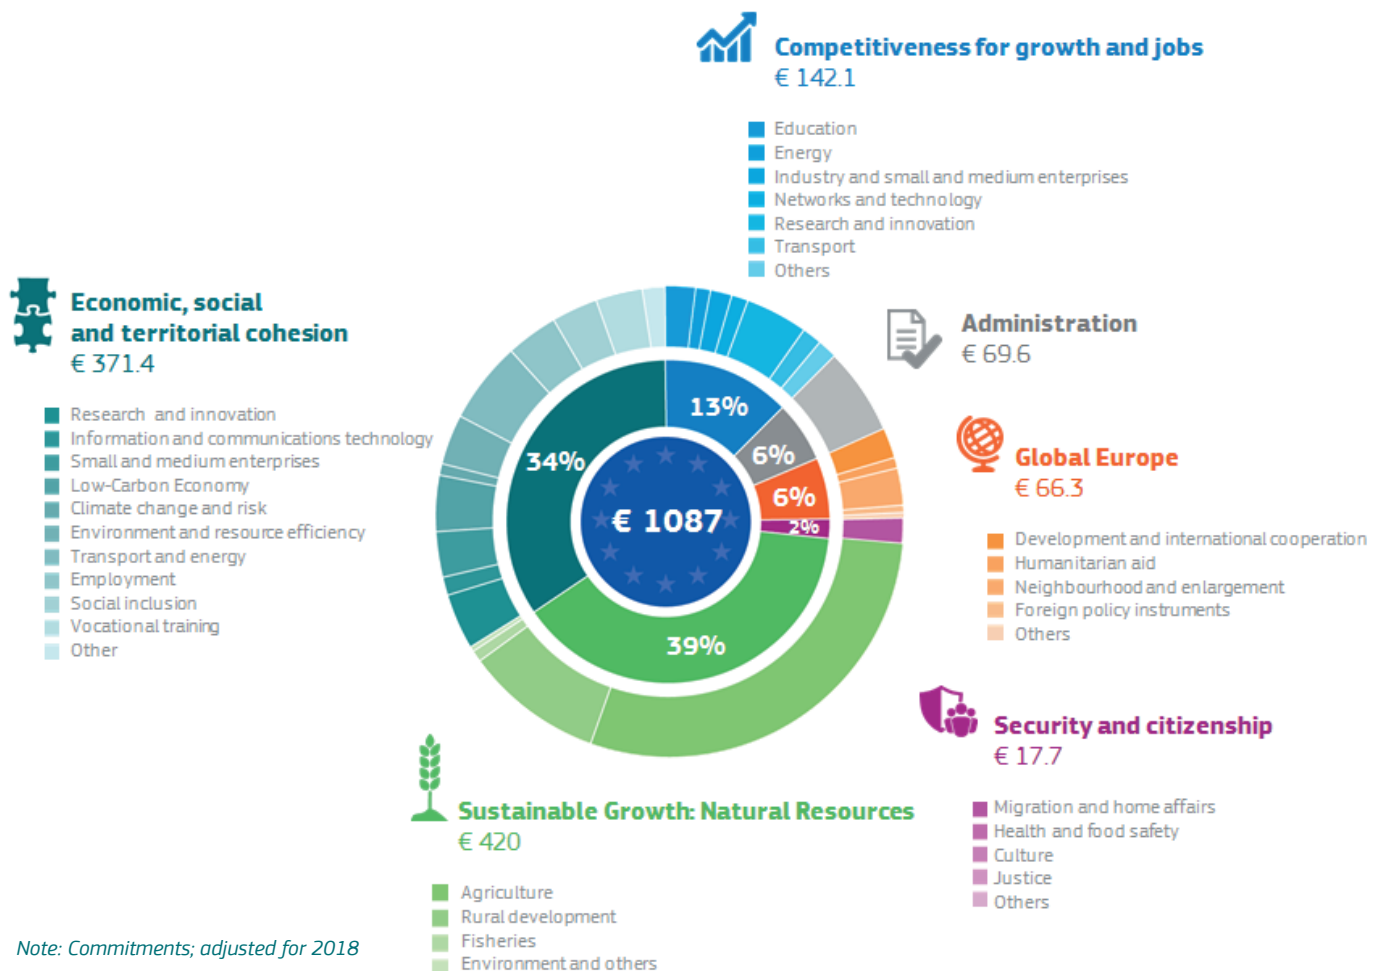 Competitiveness for growth and jobs
€ 142.1
Education
Energy
Industry and small and medium enterprises
Networks and technology
Research and innovation
Transport
Others
Economic, social
and territorial cohesion
€ 371.4
Research and innovation
Information and communications technology
Small and medium enterprises
Low-Carbon Economy
Climate change and risk
Environment and resource efficiency
Transport and energy
Employment
Social inclusion
Vocational training
Other
Administration
€ 69.6
Global Europe
€ 66.3
Development and international cooperation
Humanitarian aid
Neighbourhood and enlargement
Foreign policy instruments
Others
13%
6%
6%
2%
34%
39%
€ 1087
Security and citizenship
€ 17.7
Migration and home affairs
Health and food safety
Culture
Justice
Others
Sustainable Growth: Natural Resources
€ 420
Agriculture
Rural development
Fisheries
Environment and others
Note: Commitments; adjusted for 2018